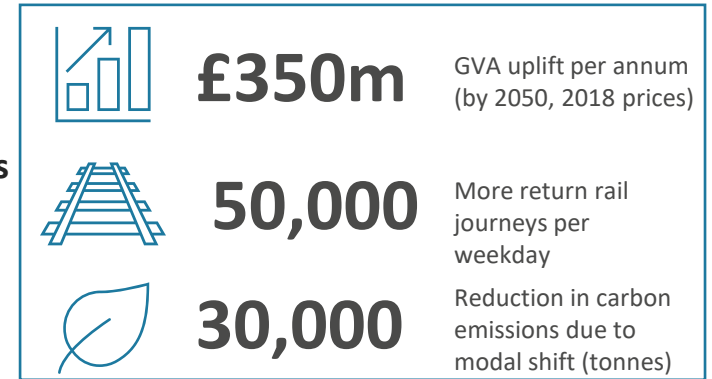 £350m
GVA uplift per annum
(by 2050, 2018 prices)
s
50,000
More return rail
journeys per
weekday
30,000
Reduction in carbon
emissions due to
modal shift (tonnes)